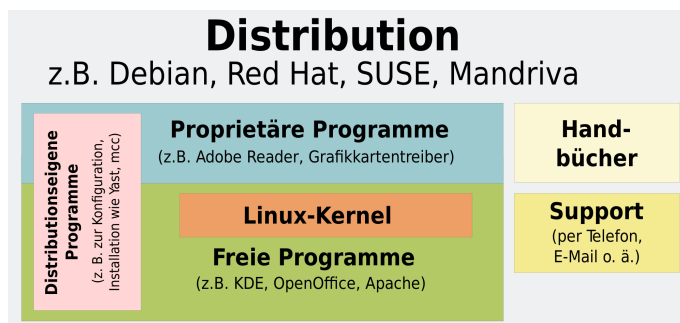 Distribution
z.B. Debian, Red Hat, SUSE, Mandriva
Distributionseigene
Programme
(z. B. zur Konfiguration,
Installation wie Yast, mcc)
Proprietäre Programme
(z.B. Adobe Reader, Grafikkartentreiber)
Linux-Kernel
Freie Programme
(z.B. KDE, OpenOffice, Apache)
Hand-
bücher
Support
(per Telefon,
E-Mail o. ä.)